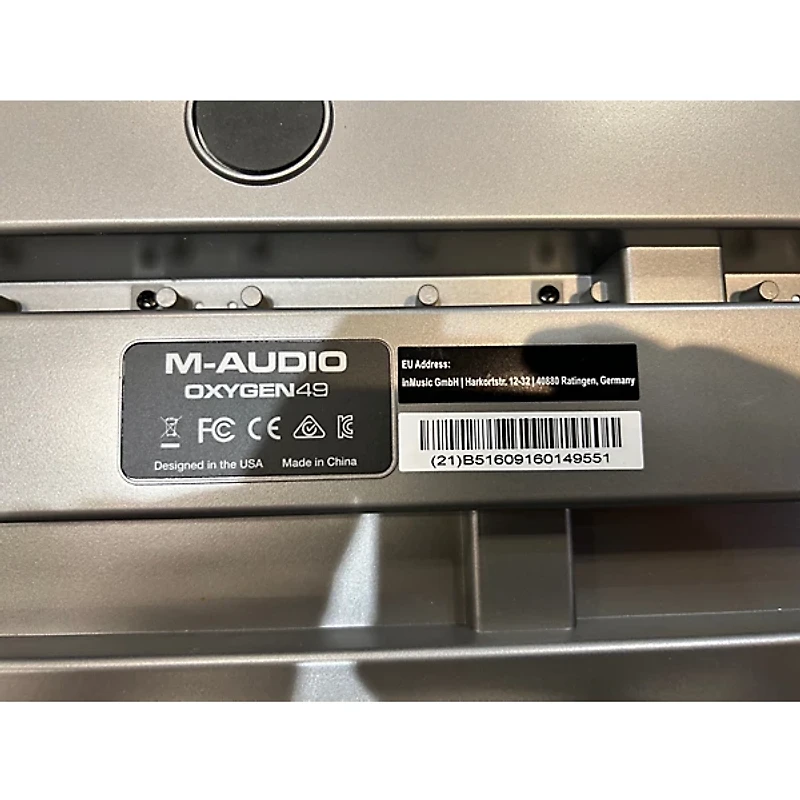 M-AUDIO
OXYGEN49
FC CE
Designed in the USA Made in China
EU Address:
inMusic GmbH | Harkortstr. 12-32 | 40880 Ratingen, Germany
(21)B51609160149551